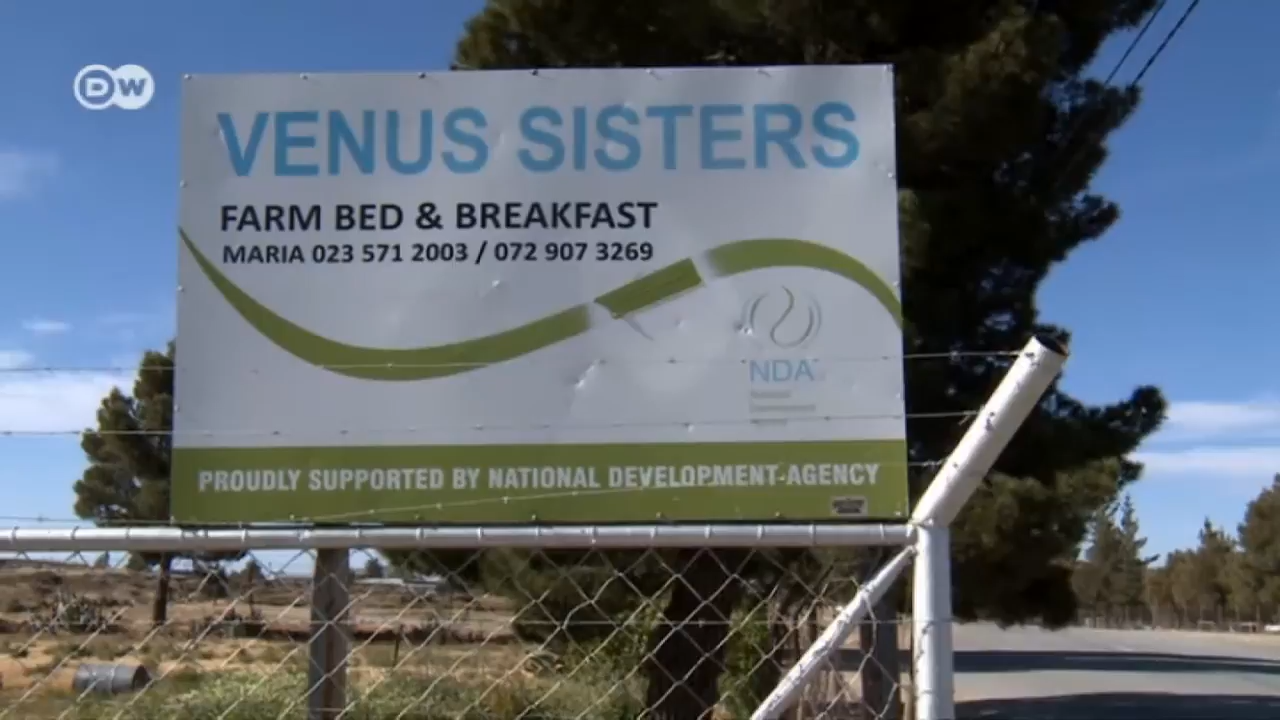 DW
VENUS SISTERS
FARM BED & BREAKFAST
MARIA 023 571 2003 / 072 907 3269
NDA
PROUDLY SUPPORTED BY NATIONAL DEVELOPMENT AGENCY